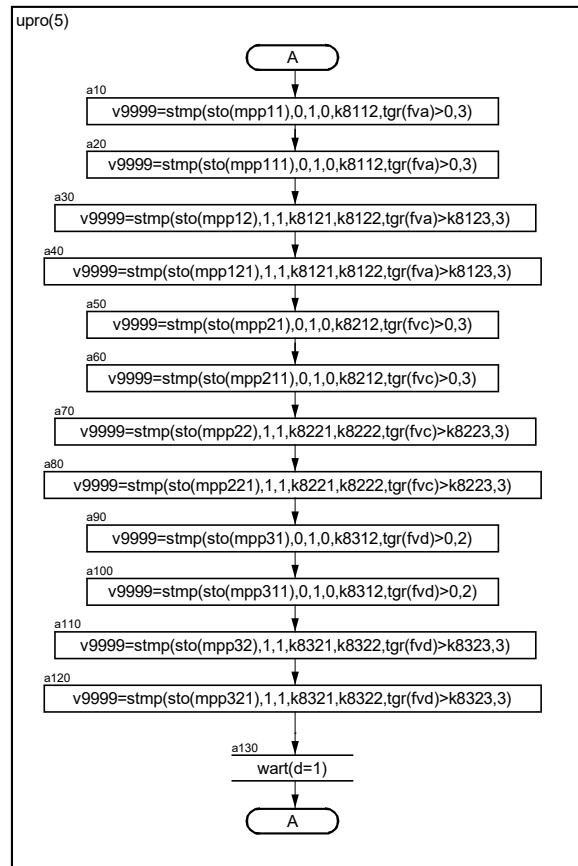 upro(5)
A
a10
v9999=stmp(sto(mpp11),0,1,0,k8112,tgr(fva)>0,3)
a20
v9999=stmp(sto(mpp111),0,1,0,k8112,tgr(fva)>0,3)
a30
v9999=stmp(sto(mpp12),1,1,k8121,k8122,tgr(fva)>k8123,3)
a40
v9999=stmp(sto(mpp121),1,1,k8121,k8122,tgr(fva)>k8123,3)
a50
v9999=stmp(sto(mpp21),0,1,0,k8212,tgr(fvc)>0,3)
a60
v9999=stmp(sto(mpp211),0,1,0,k8212,tgr(fvc)>0,3)
a70
v9999=stmp(sto(mpp22),1,1,k8221,k8222,tgr(fvc)>k8223,3)
a80
v9999=stmp(sto(mpp221),1,1,k8221,k8222,tgr(fvc)>k8223,3)
a90
v9999=stmp(sto(mpp31),0,1,0,k8312,tgr(fvd)>0,2)
a100
v9999=stmp(sto(mpp311),0,1,0,k8312,tgr(fvd)>0,2)
a110
v9999=stmp(sto(mpp32),1,1,k8321,k8322,tgr(fvd)>k8323,3)
a120
v9999=stmp(sto(mpp321),1,1,k8321,k8322,tgr(fvd)>k8323,3)
a130
wart(d=1)
A